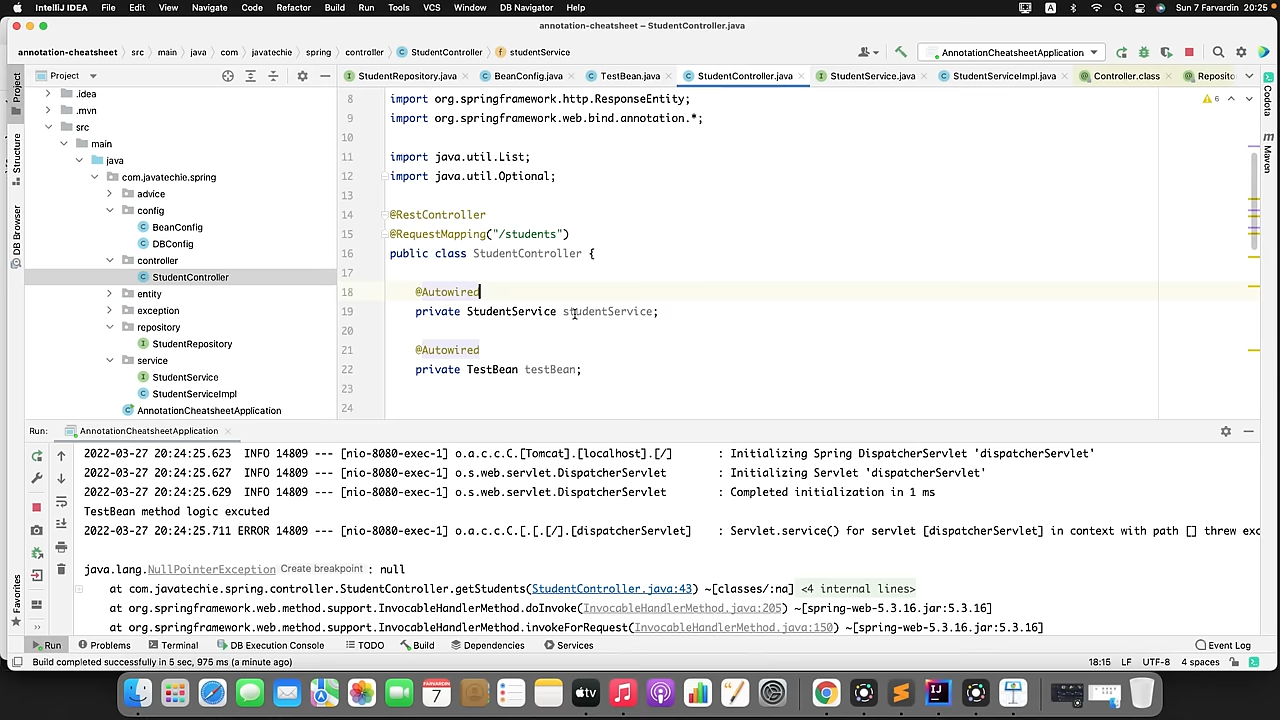 IntelliJ IDEA File Edit View Navigate Code Refactor Build Run Tools VCS Window DB Navigator Help A Sun 7 Farvardin 20:25
annotation-cheatsheet – StudentController.java
annotation-cheatsheet src main java com javatechie spring controller StudentController studentService AnnotationCheatsheetApplication
Project StudentRepository.java BeanConfig.java TestBean.java StudentController.java StudentService.java StudentServiceImpl.java Controller.class Reposito
Project
Structure
DB Browser
Favorites
Codota
Maven
.idea
.mvn
src
main
java
com.javatechie.spring
advice
config
BeanConfig
DBConfig
controller
StudentController
entity
exception
repository
StudentRepository
service
StudentService
StudentServiceImpl
AnnotationCheatsheetApplication
6
8 import org.springframework.http.ResponseEntity;
9 import org.springframework.web.bind.annotation.*;
10
11 import java.util.List;
12 import java.util.Optional;
13
14 @RestController
15 @RequestMapping("/students")
16 public class StudentController {
17
18 @Autowired
19 private StudentService studentService;
20
21 @Autowired
22 private TestBean testBean;
23
24
Run: AnnotationCheatsheetApplication
2022-03-27 20:24:25.623 INFO 14809 --- [nio-8080-exec-1] o.a.c.c.C.[Tomcat].[localhost].[/] : Initializing Spring DispatcherServlet 'dispatcherServlet'
2022-03-27 20:24:25.627 INFO 14809 --- [nio-8080-exec-1] o.s.web.servlet.DispatcherServlet : Initializing Servlet 'dispatcherServlet'
2022-03-27 20:24:25.629 INFO 14809 --- [nio-8080-exec-1] o.s.web.servlet.DispatcherServlet : Completed initialization in 1 ms
TestBean method logic excuted
2022-03-27 20:24:25.711 ERROR 14809 --- [nio-8080-exec-1] o.a.c.c.C.[.[.[/].[dispatcherServlet] : Servlet.service() for servlet [dispatcherServlet] in context with path [] threw exc
java.lang.NullPointerException Create breakpoint : null
at com.javatechie.spring.controller.StudentController.getStudents(StudentController.java:43) ~[classes/:na] <4 internal lines>
at org.springframework.web.method.support.InvocableHandlerMethod.doInvoke(InvocableHandlerMethod.java:205) ~[spring-web-5.3.16.jar:5.3.16]
at org.springframework.web.method.support.InvocableHandlerMethod.invokeForRequest(InvocableHandlerMethod.java:150) ~[spring-web-5.3.16.jar:5.3.16]
Run Problems Terminal DB Execution Console TODO Build Dependencies Services Event Log
Build completed successfully in 5 sec, 975 ms (a minute ago) 18:15 LF UTF-8 4 spaces
FARVARDIN
7
tv